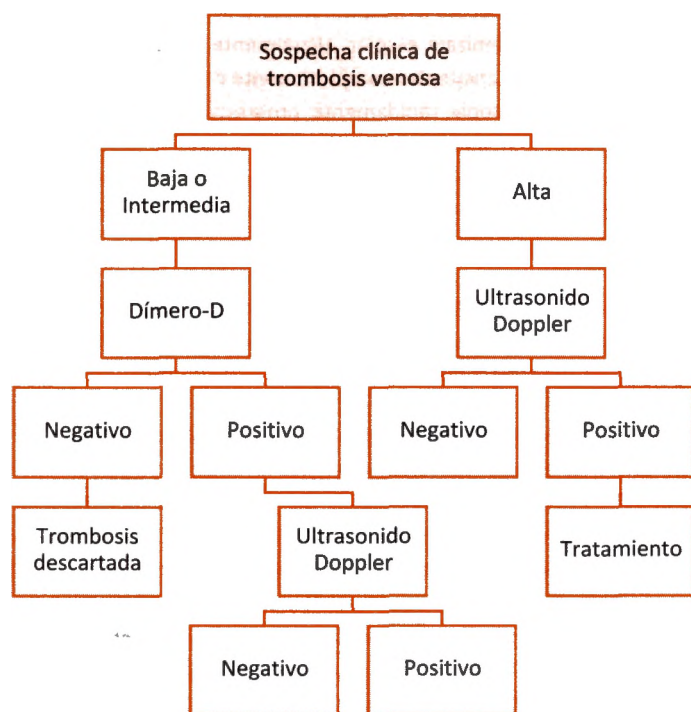 Sospecha clínica de
trombosis venosa
Baja o
Intermedia
Alta
Dímero-D
Ultrasonido
Doppler
Negativo
Positivo
Negativo
Positivo
Trombosis
descartada
Ultrasonido
Doppler
Tratamiento
Negativo
Positivo